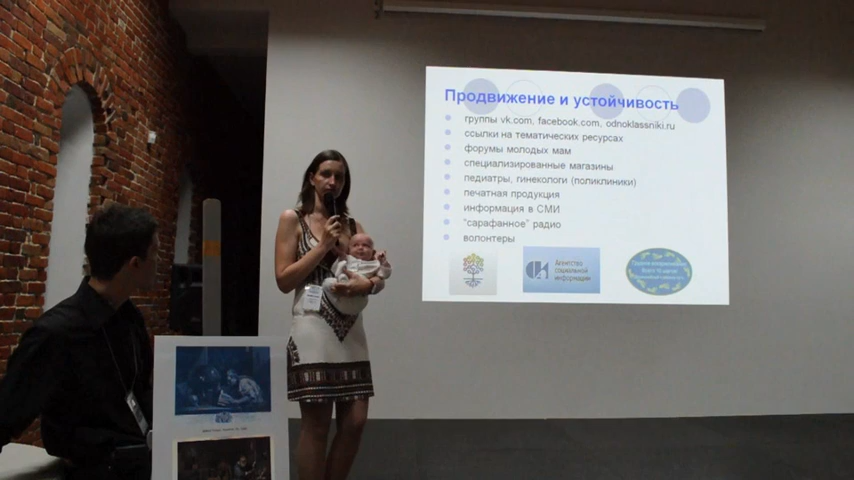 Продвижение и устойчивость
группы vk.com, facebook.com, odnoklassniki.ru
ссылки на тематических ресурсах
форумы молодых мам
специализированные магазины
педиатры, гинекологи (поликлиники)
печатная продукция
информация в СМИ
"сарафанное" радио
волонтеры
Агентство
социальной
информации